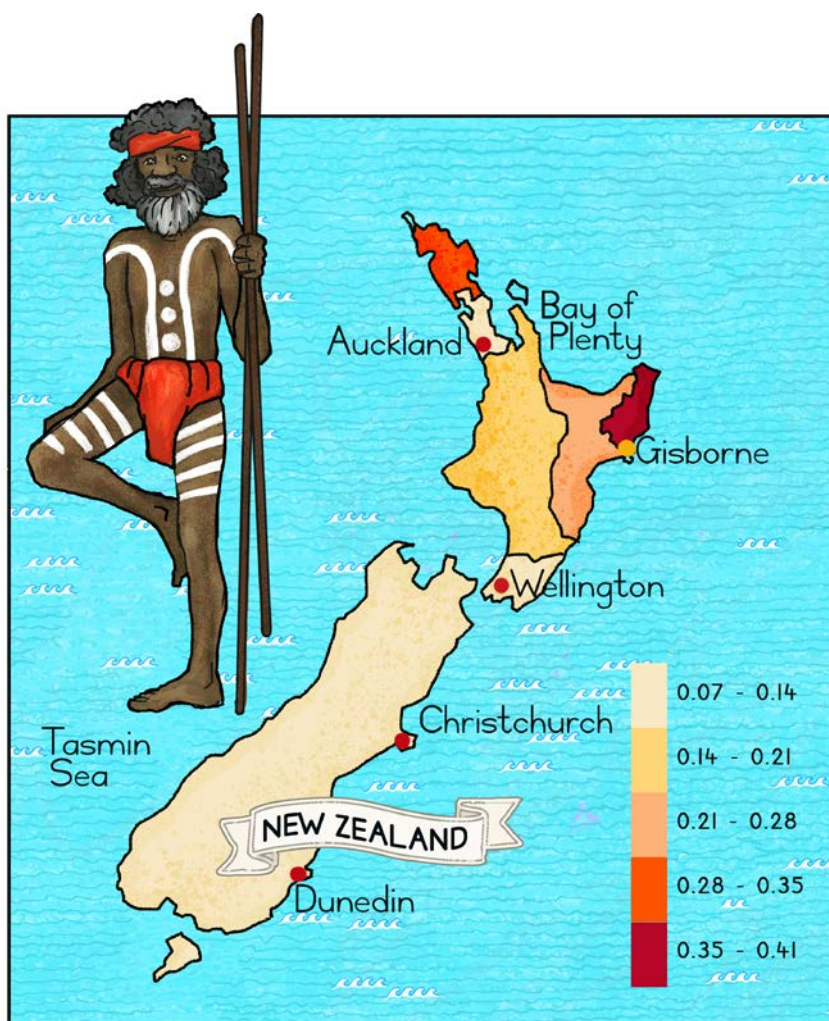 Bay of
Plenty
Auckland
Gisborne
Wellington
Christchurch
Tasmin
Sea
NEW ZEALAND
Dunedin
0.07 - 0.14
0.14 - 0.21
0.21 - 0.28
0.28 - 0.35
0.35 - 0.41